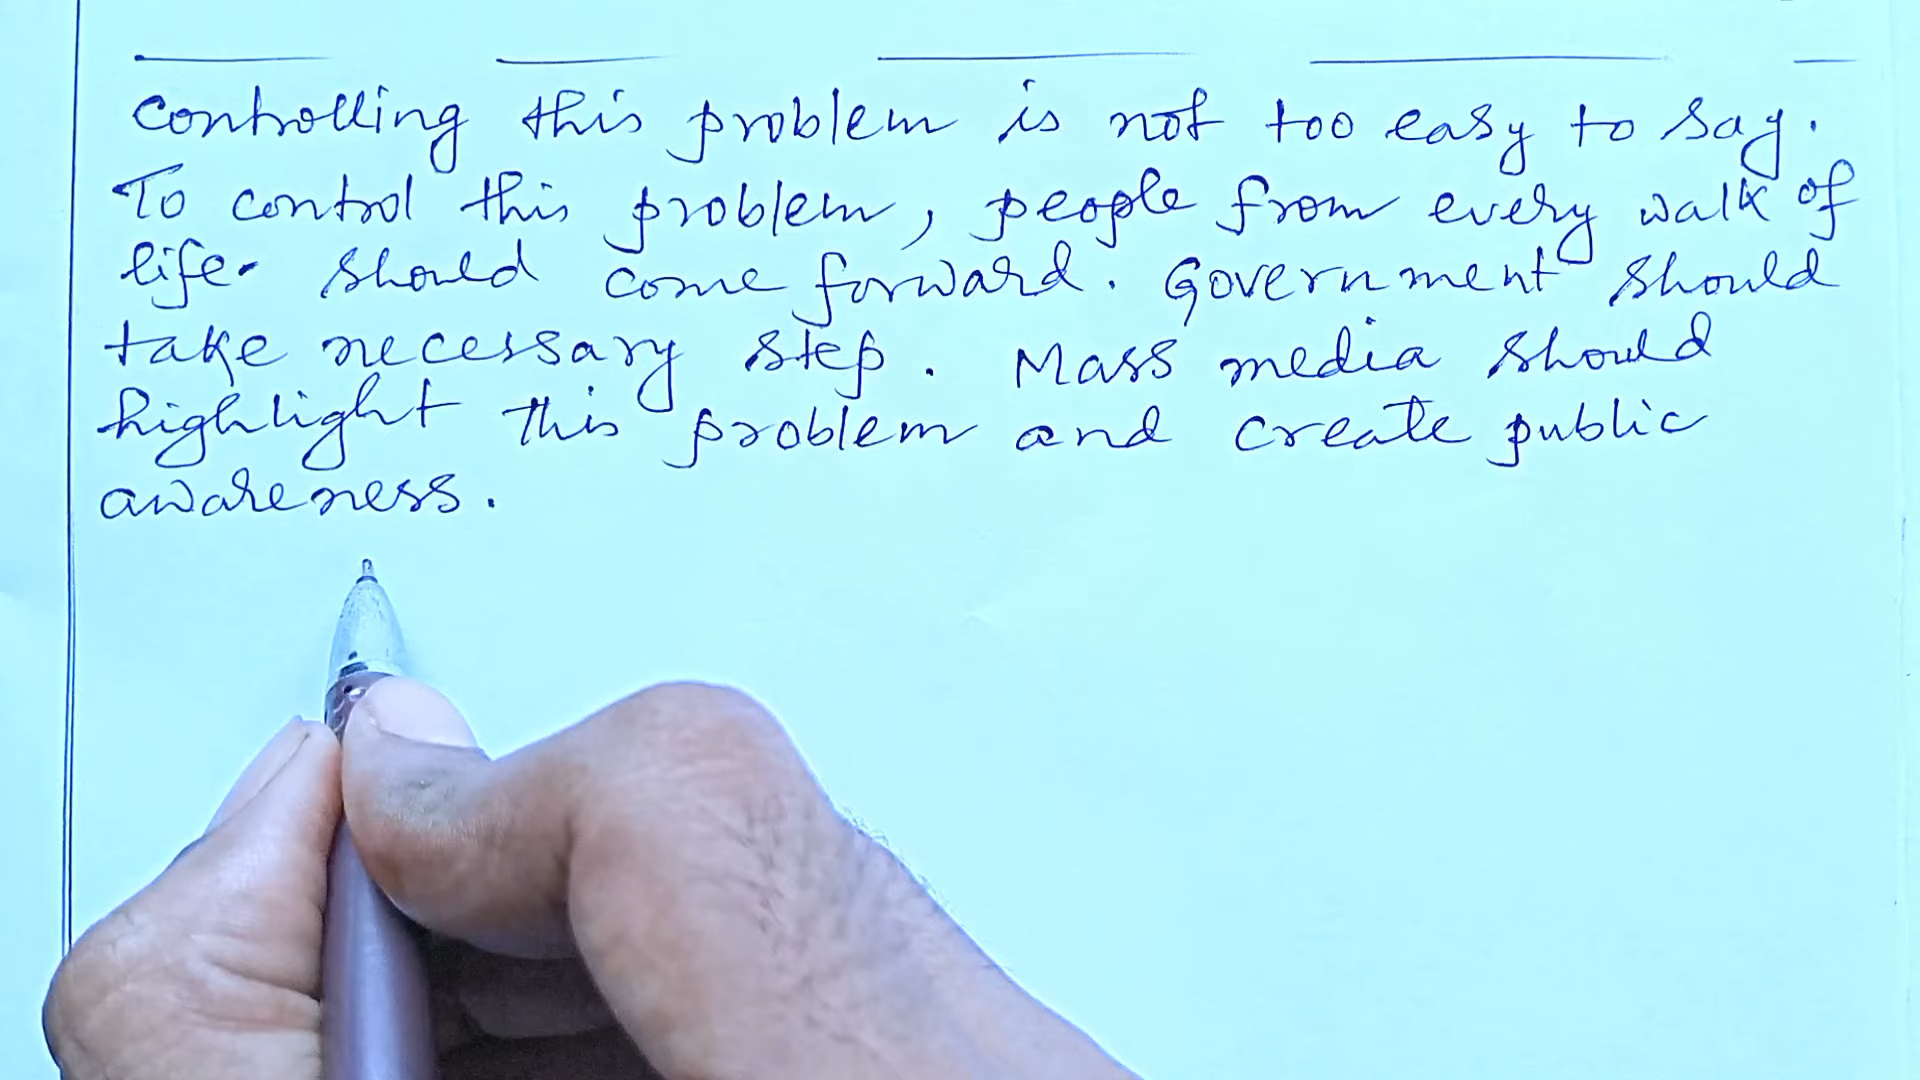 controlling this problem is not too easy to say.
To control this problem, people from every walk of
life. should come forward. Government should
take necessary step. Mass media should
highlight this problem and create public
awareness.